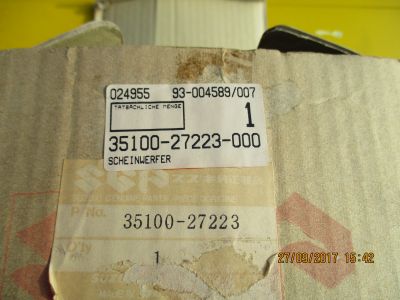 024955 93-004589/007
TATSÄCHLICHE MENGE
1
35100-27223-000
SCHEINWERFER
P/No.
35100-27223
Q'ty
1
27/09/2017 15:42